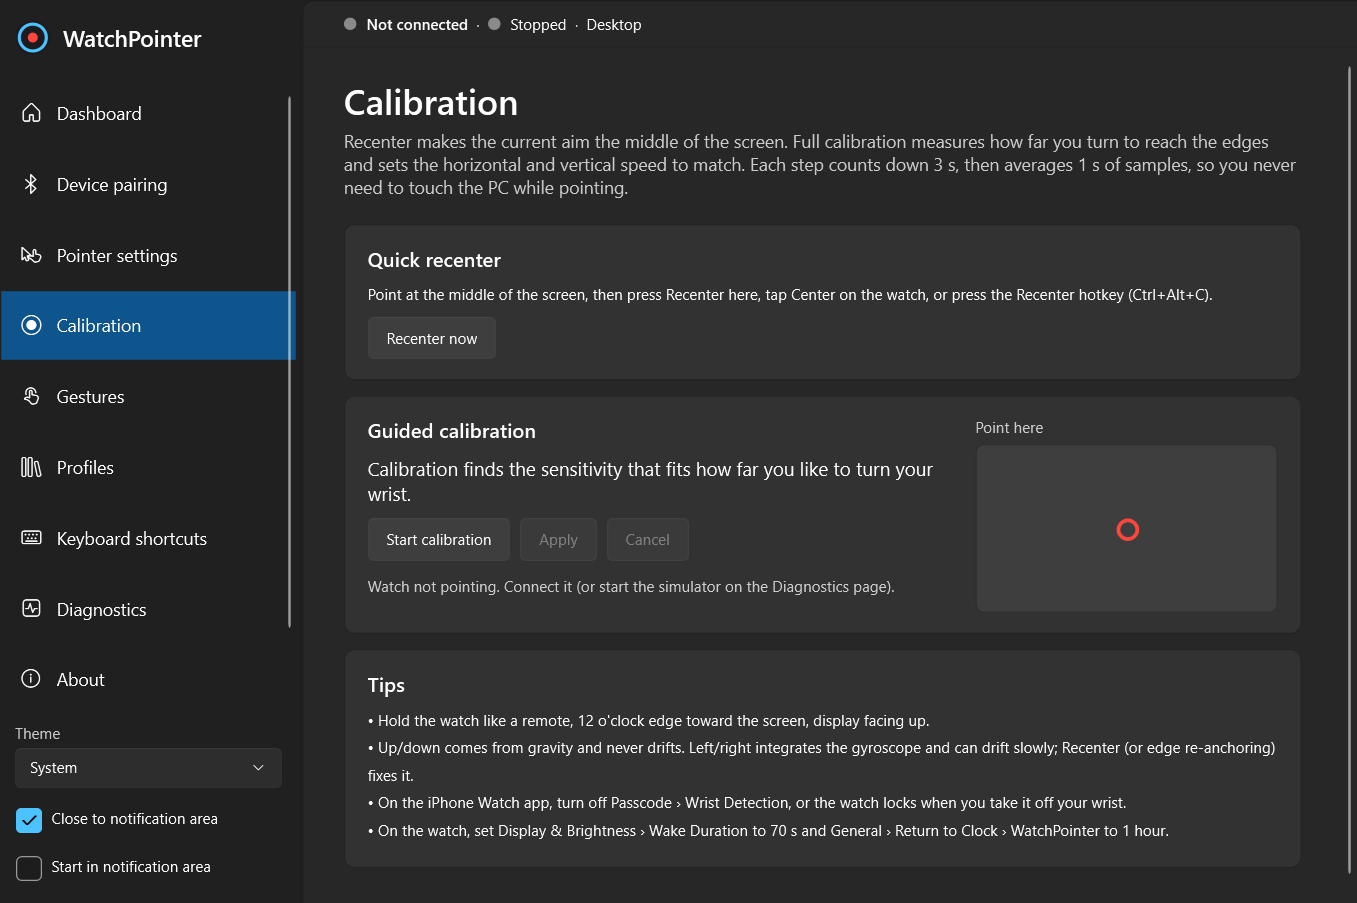 WatchPointer
Dashboard
Device pairing
Pointer settings
Calibration
Gestures
Profiles
Keyboard shortcuts
Diagnostics
About
Theme
System
Close to notification area
Start in notification area
Not connected · Stopped · Desktop
Calibration
Recenter makes the current aim the middle of the screen. Full calibration measures how far you turn to reach the edges
and sets the horizontal and vertical speed to match. Each step counts down 3 s, then averages 1 s of samples, so you never
need to touch the PC while pointing.
Quick recenter
Point at the middle of the screen, then press Recenter here, tap Center on the watch, or press the Recenter hotkey (Ctrl+Alt+C).
Recenter now
Guided calibration
Calibration finds the sensitivity that fits how far you like to turn your
wrist.
Start calibration Apply Cancel
Watch not pointing. Connect it (or start the simulator on the Diagnostics page).
Point here
Tips
• Hold the watch like a remote, 12 o'clock edge toward the screen, display facing up.
• Up/down comes from gravity and never drifts. Left/right integrates the gyroscope and can drift slowly; Recenter (or edge re-anchoring)
fixes it.
• On the iPhone Watch app, turn off Passcode › Wrist Detection, or the watch locks when you take it off your wrist.
• On the watch, set Display & Brightness › Wake Duration to 70 s and General › Return to Clock › WatchPointer to 1 hour.